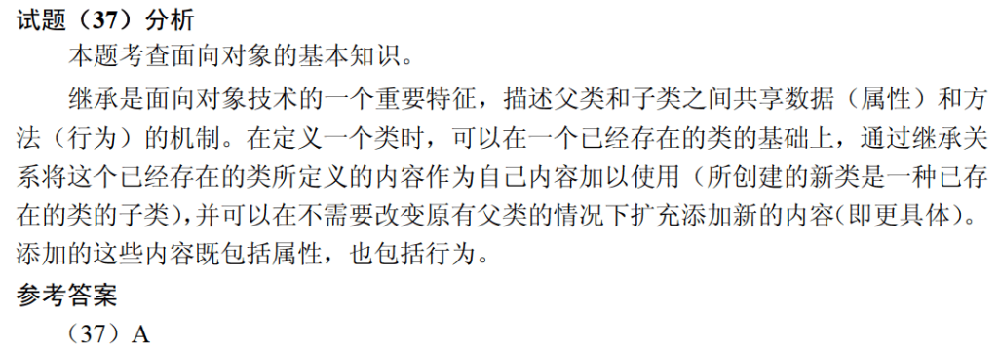 试题（37）分析
本题考查面向对象的基本知识。
继承是面向对象技术的一个重要特征，描述父类和子类之间共享数据（属性）和方
法（行为）的机制。在定义一个类时，可以在一个已经存在的类的基础上，通过继承关
系将这个已经存在的类所定义的内容作为自己内容加以使用（所创建的新类是一种已存
在的类的子类），并可以在不需要改变原有父类的情况下扩充添加新的内容（即更具体）。
添加的这些内容既包括属性，也包括行为。
参考答案
（37）A